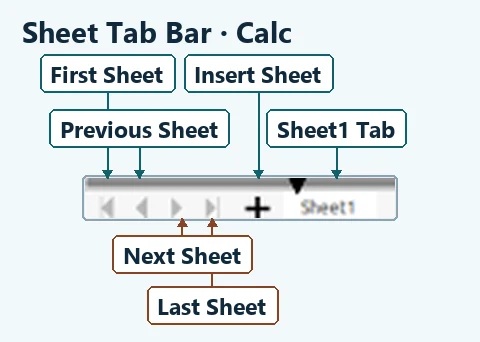 Sheet Tab Bar · Calc
First Sheet
Insert Sheet
Previous Sheet
Sheet1 Tab
Sheet1
Next Sheet
Last Sheet